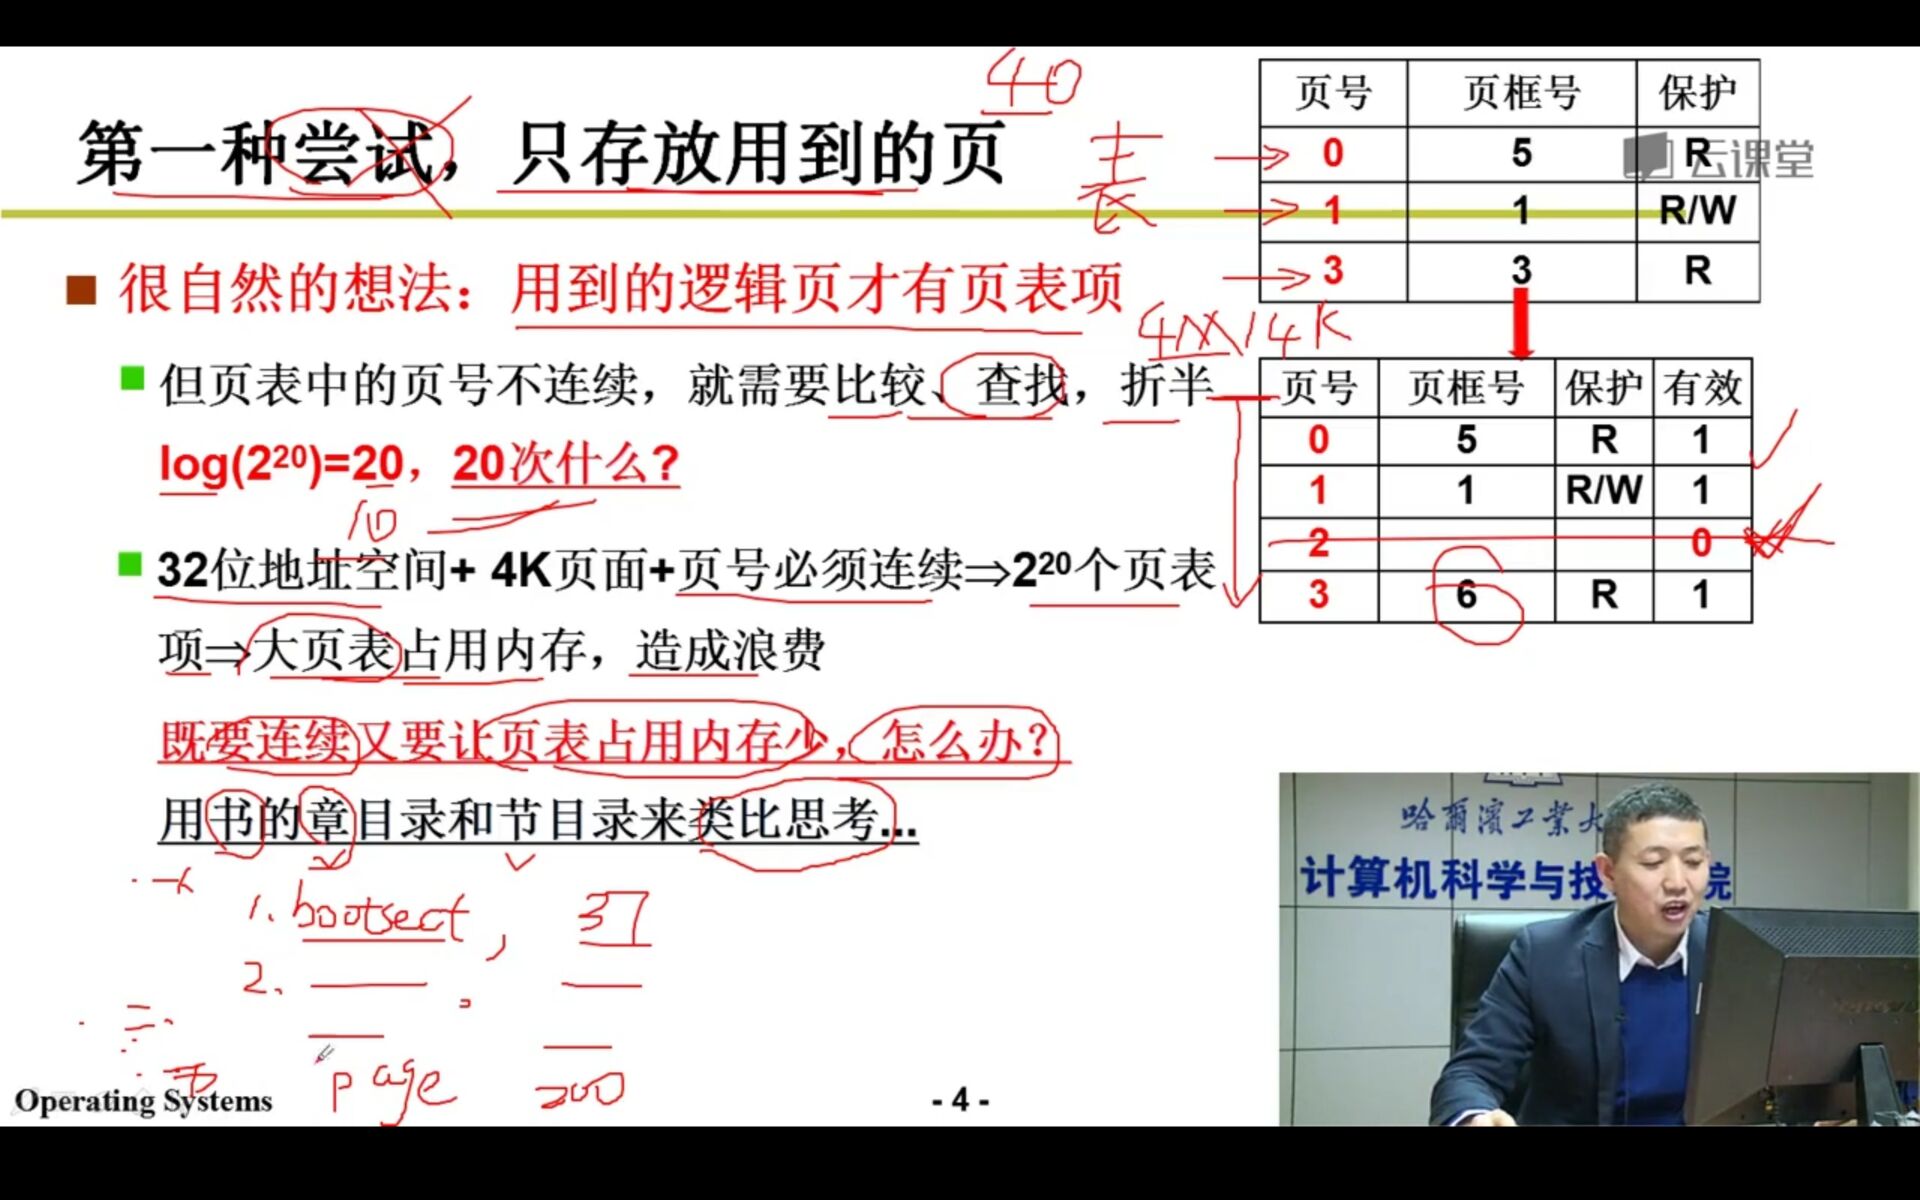 40
第一种尝试，只存放用到的页
页号 页框号 保护
0 5 R
1 1 R/W
3 3 R
云课堂
表
很自然的想法：用到的逻辑页才有页表项
4M/4K
但页表中的页号不连续，就需要比较、查找，折半
log(2²⁰)=20，20次什么?
10
页号 页框号 保护 有效
0 5 R 1
1 1 R/W 1
2 0
3 6 R 1
32位地址空间+ 4K页面+页号必须连续⇒2²⁰个页表
项⇒大页表占用内存，造成浪费
既要连续又要让页表占用内存少，怎么办?
用书的章目录和节目录来类比思考...
1. bootsect, 37
2.
page 200
哈尔滨工業大
计算机科学与技 院
Operating Systems
- 4 -